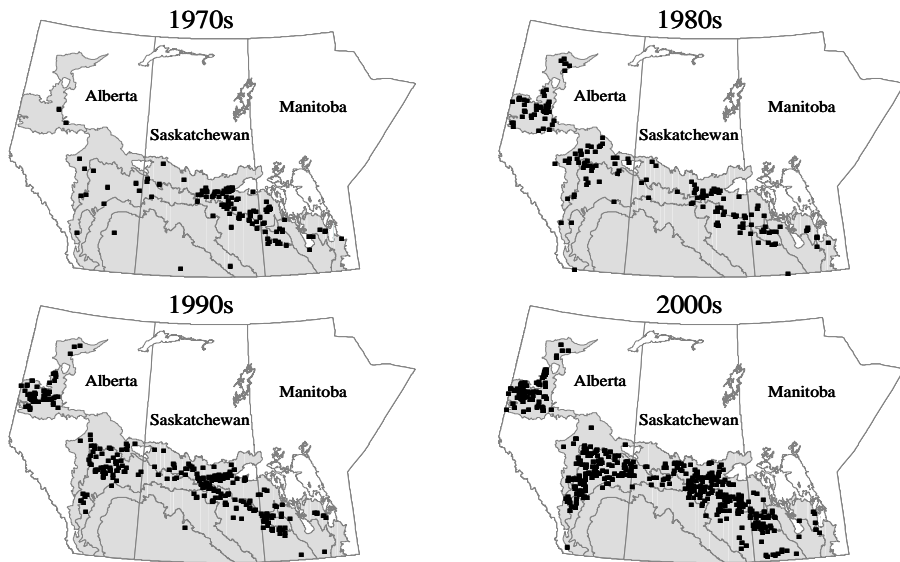 1970s
Alberta
Manitoba
Saskatchewan
1980s
Alberta
Manitoba
Saskatchewan
1990s
Alberta
Manitoba
Saskatchewan
2000s
Alberta
Manitoba
Saskatchewan